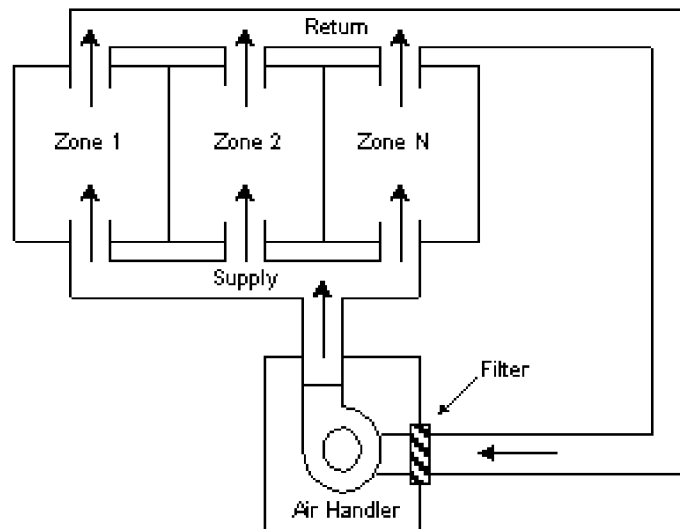 Return
Zone 1
Zone 2
Zone N
Supply
Filter
Air Handler